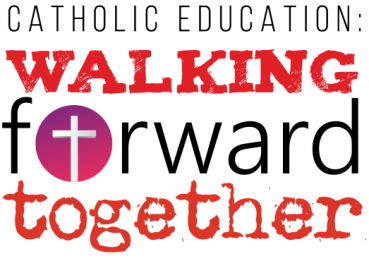 CATHOLIC EDUCATION:
WALKING
forward
together